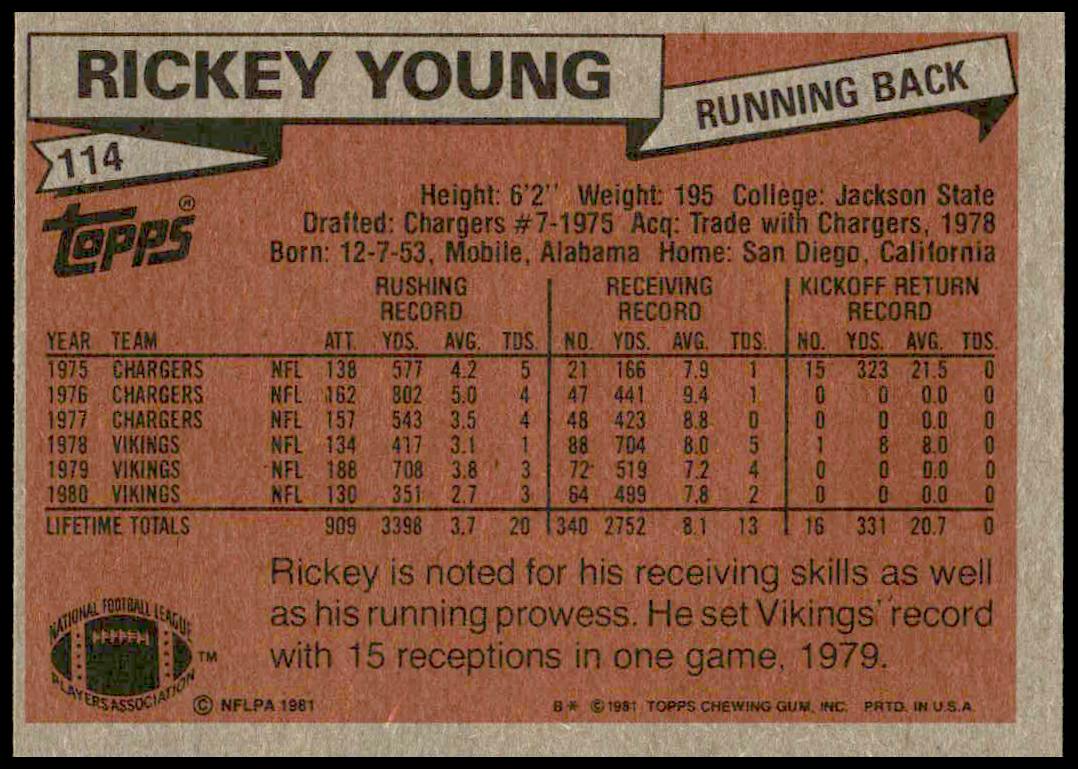 RICKEY YOUNG
RUNNING BACK
114
TOPPS®
Height: 6'2'' Weight: 195 College: Jackson State
Drafted: Chargers #7-1975 Acq: Trade with Chargers, 1978
Born: 12-7-53, Mobile, Alabama Home: San Diego, California
RUSHING RECORD RECEIVING RECORD KICKOFF RETURN RECORD
YEAR TEAM ATT. YDS. AVG. TDS. NO. YDS. AVG. TDS. NO. YDS. AVG. TDS.
1975 CHARGERS NFL 138 577 4.2 5 21 166 7.9 1 15 323 21.5 0
1976 CHARGERS NFL 162 802 5.0 4 47 441 9.4 1 0 0 0.0 0
1977 CHARGERS NFL 157 543 3.5 4 48 423 8.8 0 0 0 0.0 0
1978 VIKINGS NFL 134 417 3.1 1 88 704 8.0 5 1 8 8.0 0
1979 VIKINGS NFL 188 708 3.8 3 72 519 7.2 4 0 0 0.0 0
1980 VIKINGS NFL 130 351 2.7 3 64 499 7.8 2 0 0 0.0 0
LIFETIME TOTALS 909 3398 3.7 20 340 2752 8.1 13 16 331 20.7 0
Rickey is noted for his receiving skills as well
as his running prowess. He set Vikings' record
with 15 receptions in one game, 1979.
NATIONAL FOOTBALL LEAGUE
PLAYERS ASSOCIATION
TM
© NFLPA 1981
B* ©1981 TOPPS CHEWING GUM, INC. PRTD. IN U.S.A.